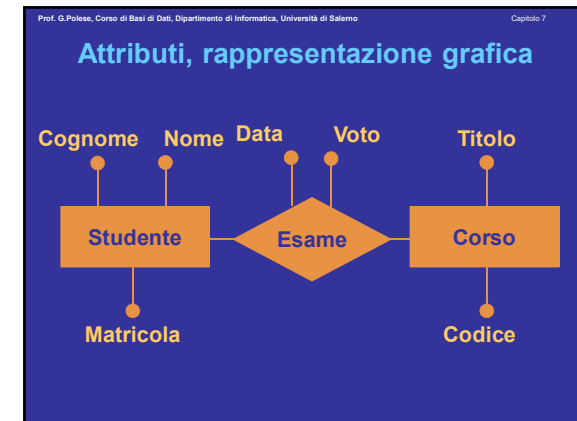 Prof. G.Polese, Corso di Basi di Dati, Dipartimento di Informatica, Università di Salerno Capitolo 7
Attributi, rappresentazione grafica
Cognome Nome Data Voto Titolo
Studente Esame Corso
Matricola Codice